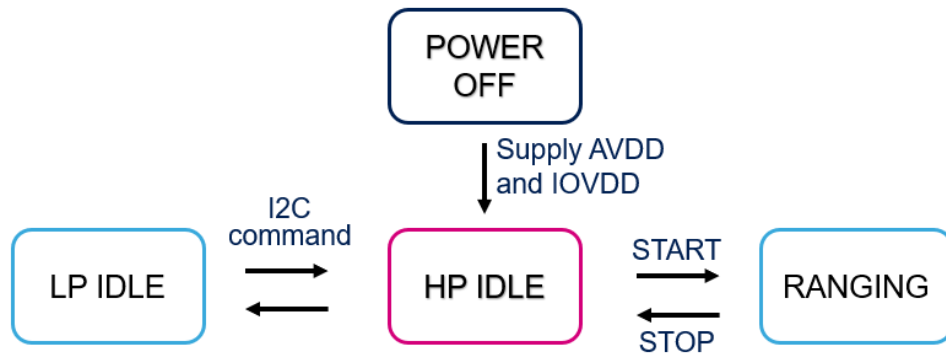 POWER
OFF
Supply AVDD
and IOVDD
I2C
command
LP IDLE
HP IDLE
START
STOP
RANGING